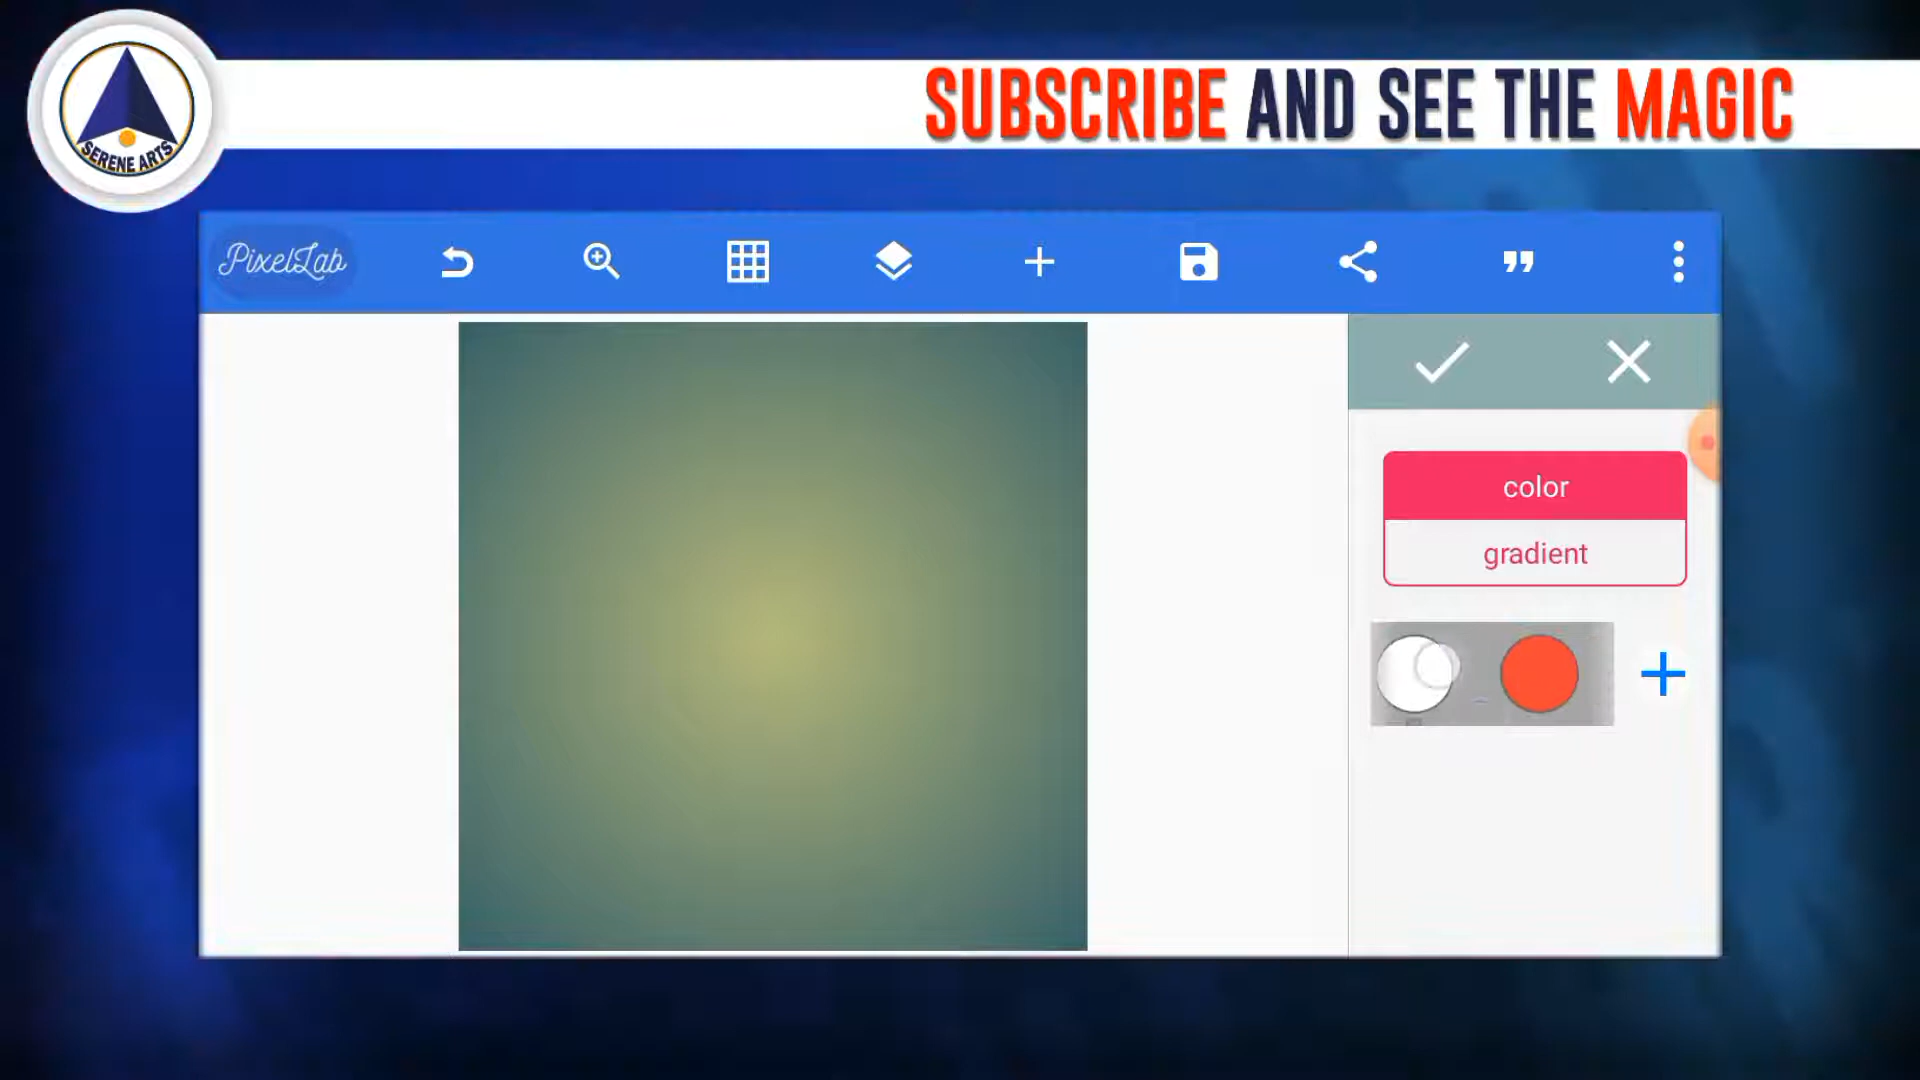 SUBSCRIBE AND SEE THE MAGIC
SERENE ARTS
PixelLab
color
gradient